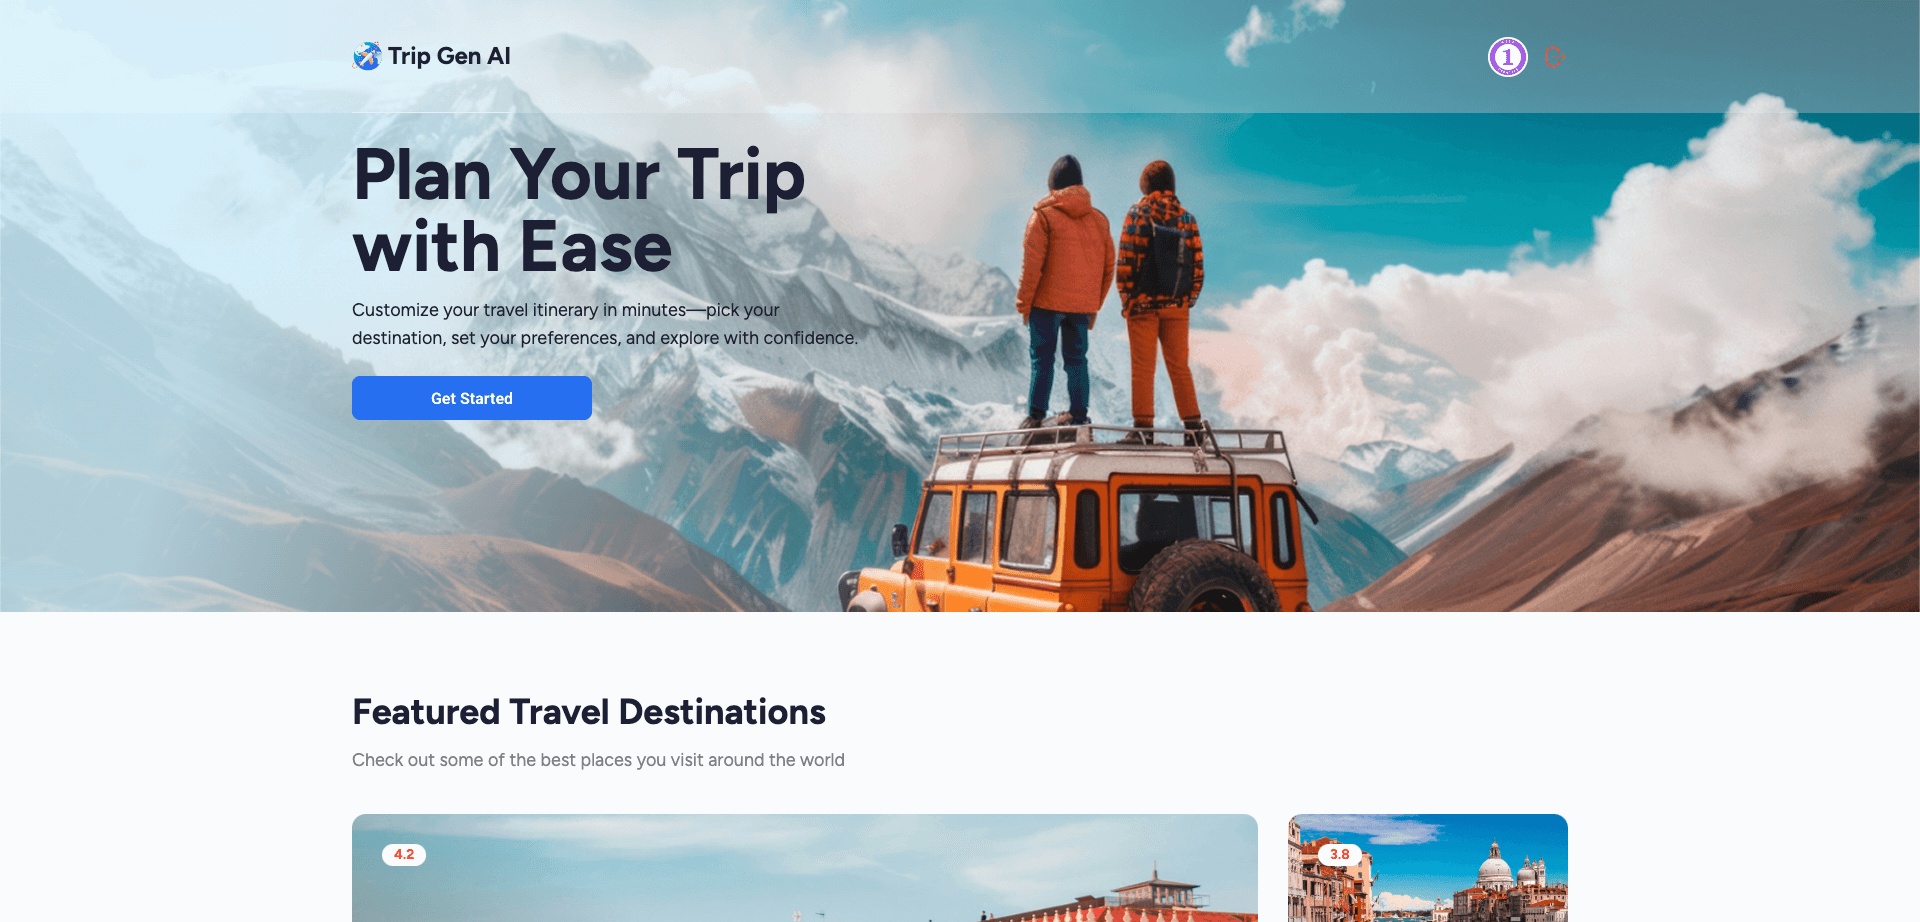 Trip Gen AI
1
Plan Your Trip
with Ease
Customize your travel itinerary in minutes—pick your
destination, set your preferences, and explore with confidence.
Get Started
Featured Travel Destinations
Check out some of the best places you visit around the world
4.2
3.8